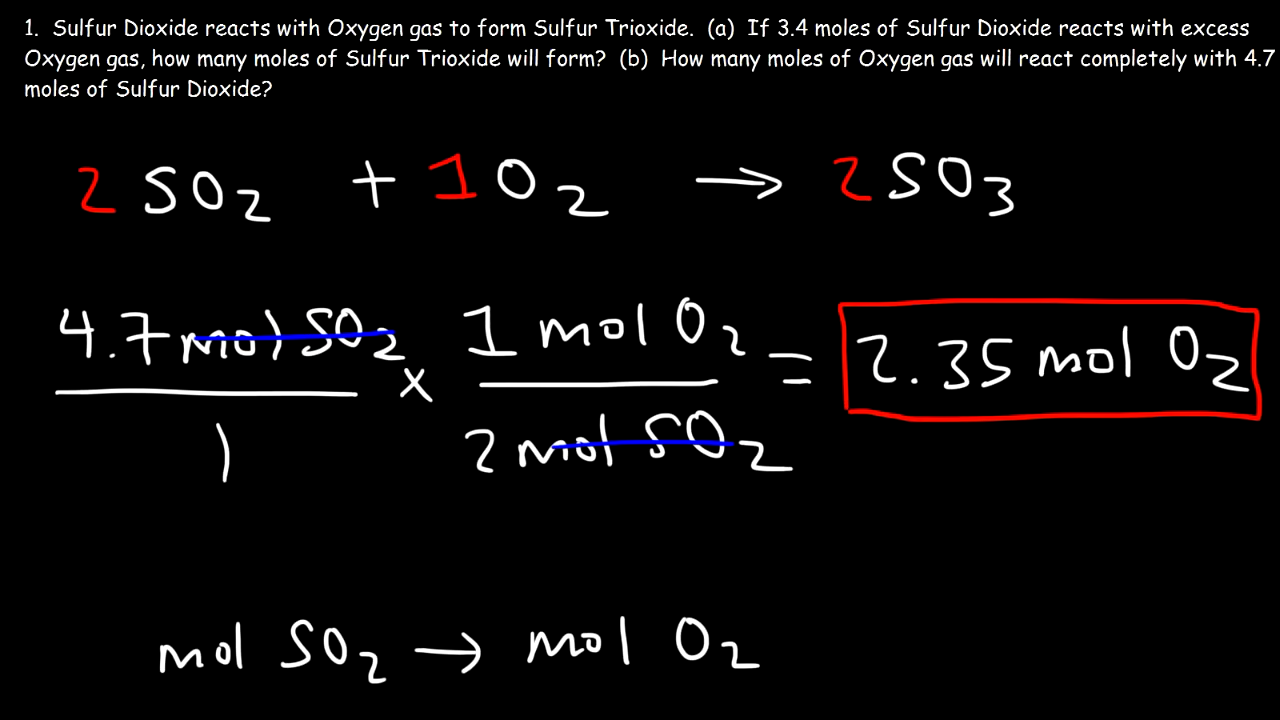 1. Sulfur Dioxide reacts with Oxygen gas to form Sulfur Trioxide. (a) If 3.4 moles of Sulfur Dioxide reacts with excess
Oxygen gas, how many moles of Sulfur Trioxide will form? (b) How many moles of Oxygen gas will react completely with 4.7
moles of Sulfur Dioxide?
2 SO₂ + 1 O₂ → 2 SO₃
4.7 mol SO₂ × 1 mol O₂ = 2.35 mol O₂
1 2 mol SO₂
mol SO₂ → mol O₂